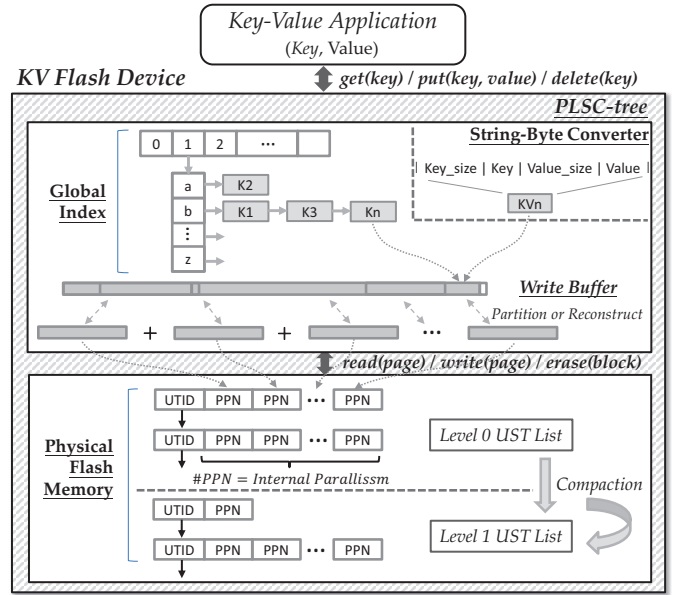 Key-Value Application
(Key, Value)
KV Flash Device
get(key) / put(key, value) / delete(key)
PLSC-tree
String-Byte Converter
0 1 2 ...
| Key_size | Key | Value_size | Value |
Global
Index
a K2
b K1 K3 Kn
KVn
⋮
z
Write Buffer
Partition or Reconstruct
+ + ...
read(page) / write(page) / erase(block)
Physical
Flash
Memory
UTID PPN PPN ... PPN
UTID PPN PPN ... PPN
#PPN = Internal Parallissm
UTID PPN
UTID PPN PPN ... PPN
Level 0 UST List
Compaction
Level 1 UST List